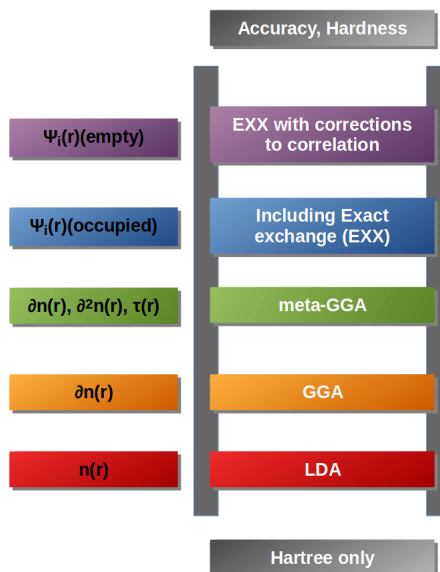 Accuracy, Hardness
Ψᵢ(r)(empty)
EXX with corrections
to correlation
Ψᵢ(r)(occupied)
Including Exact
exchange (EXX)
∂n(r), ∂2n(r), τ(r)
meta-GGA
∂n(r)
GGA
n(r)
LDA
Hartree only